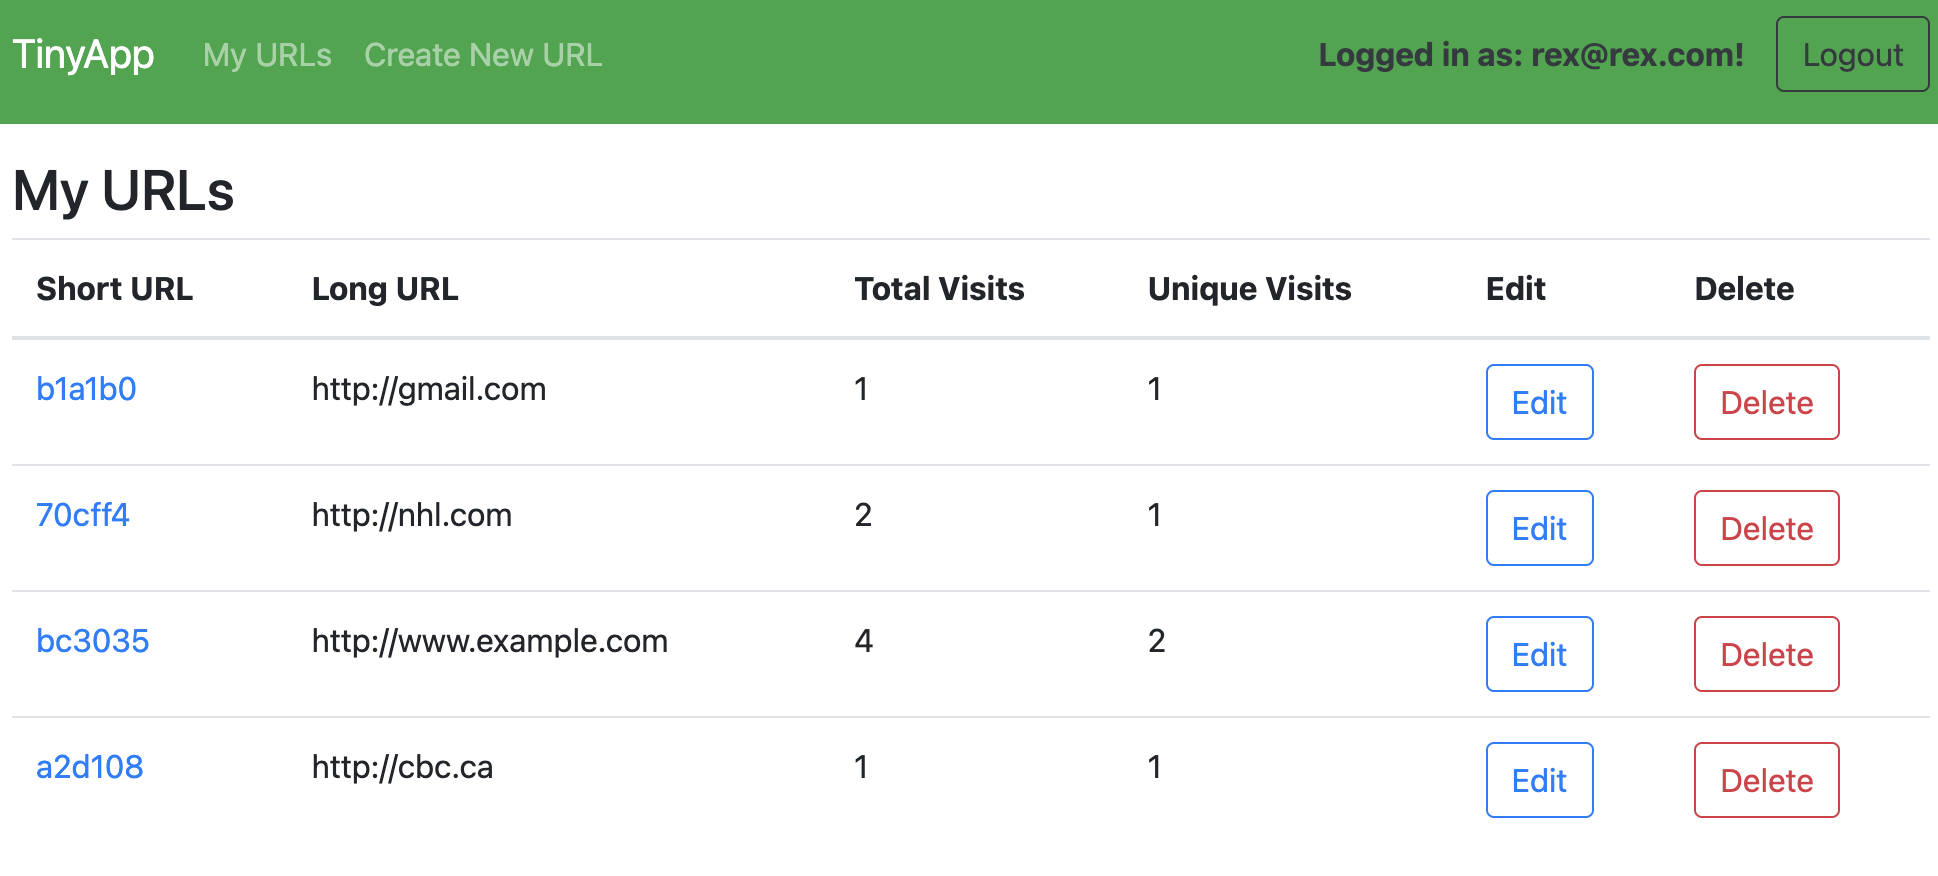 TinyApp My URLs Create New URL Logged in as: rex@rex.com! Logout
My URLs
Short URL Long URL Total Visits Unique Visits Edit Delete
b1a1b0 http://gmail.com 1 1 Edit Delete
70cff4 http://nhl.com 2 1 Edit Delete
bc3035 http://www.example.com 4 2 Edit Delete
a2d108 http://cbc.ca 1 1 Edit Delete